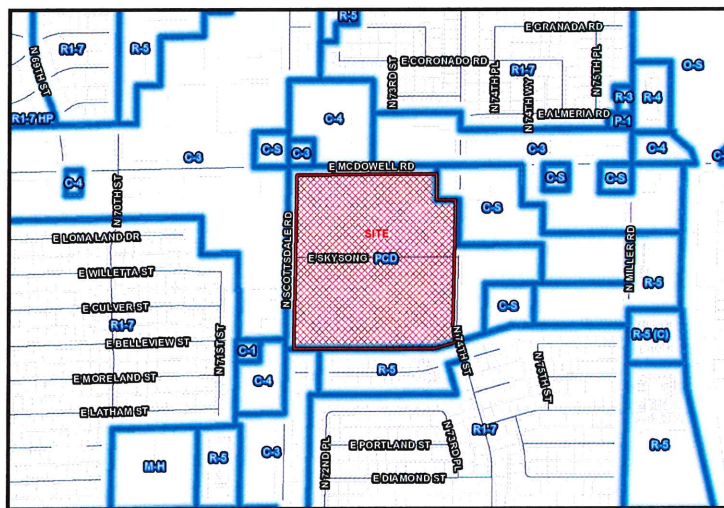 R-5
E GRANADA RD
R1-7
R-5
N 69TH ST
N 73RD ST
E CORONADO RD
N 74TH PL
R1-7
N 74TH WY
N 75TH PL
O-S
R-3
R-4
R1-7 HP
C-4
E ALMERIA RD
P-1
C-S
C-3
C-3
C-3
C-4
E MCDOWELL RD
C-4
N 70TH ST
C-S
C-S
C-S
N SCOTTSDALE RD
SITE
E LOMA LAND DR
E SKYSONG
PCD
N MILLER RD
E WILLETTA ST
R-5
E CULVER ST
C-S
R1-7
E BELLEVIEW ST
N 71ST ST
C-1
N 74TH ST
R-5 (C)
E MORELAND ST
C-4
R-5
N 75TH ST
E LATHAM ST
M-H
R-5
C-3
N 72ND PL
E PORTLAND ST
N 73RD PL
R1-7
R-5
E DIAMOND ST